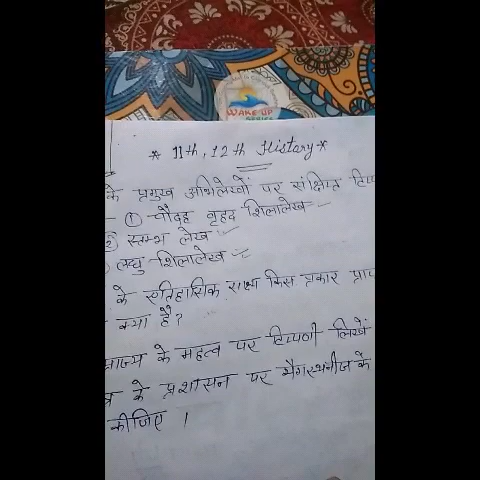 WAKE UP
* 11th, 12th History *
के प्रमुख अभिलेखों पर संक्षिप्त
- ① चौदह वृहद शिलालेख -
② स्तम्भ लेख
लघु शिलालेख
के ऐतिहासिक किस प्रकार
क्या है?
के महत्व पर टिप्पणी लिखें
के प्रशासन पर मैगस्थनीज के
कीजिए ।